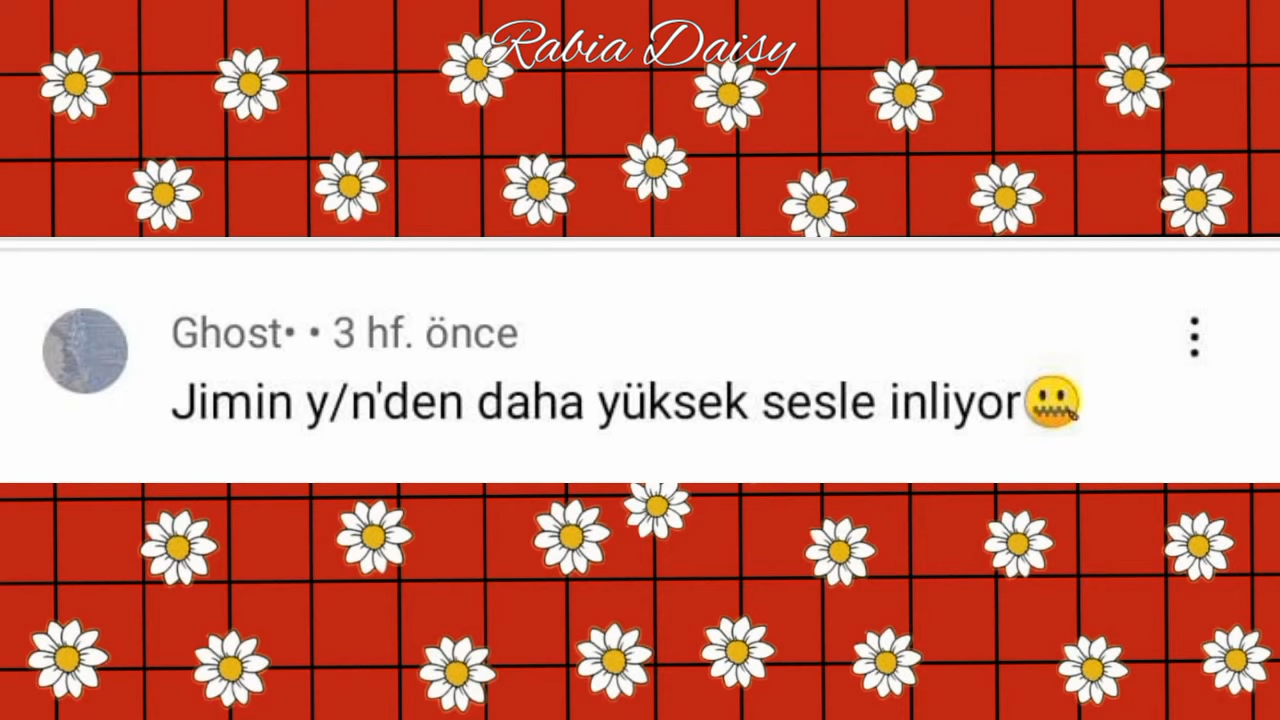 Rabia Daisy
Ghost• • 3 hf. önce
Jimin y/n'den daha yüksek sesle inliyor🤐